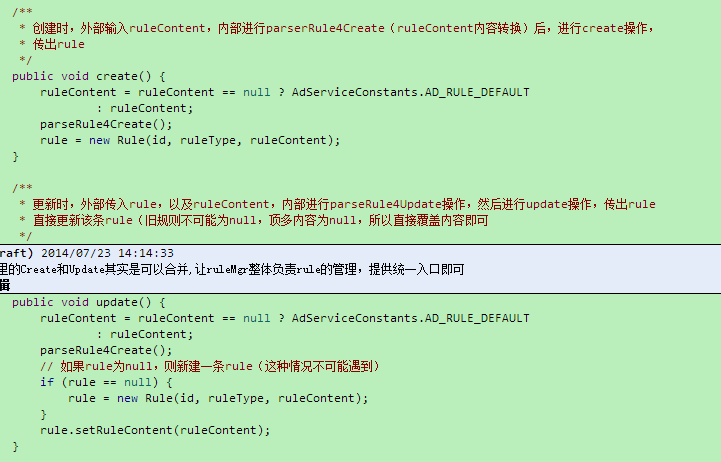 /**
 * 创建时，外部输入ruleContent，内部进行parserRule4Create（ruleContent内容转换）后，进行create操作，
 * 传出rule
 */
public void create() {
    ruleContent = ruleContent == null ? AdServiceConstants.AD_RULE_DEFAULT
            : ruleContent;
    parseRule4Create();
    rule = new Rule(id, ruleType, ruleContent);
}
/**
 * 更新时，外部传入rule，以及ruleContent，内部进行parseRule4Update操作，然后进行update操作，传出rule
 * 直接更新该条rule（旧规则不可能为null，顶多内容为null，所以直接覆盖内容即可
 */
raft) 2014/07/23 14:14:33
里的Create和Update其实是可以合并,让ruleMgr整体负责rule的管理，提供统一入口即可
辑
public void update() {
    ruleContent = ruleContent == null ? AdServiceConstants.AD_RULE_DEFAULT
            : ruleContent;
    parseRule4Create();
    // 如果rule为null，则新建一条rule（这种情况不可能遇到）
    if (rule == null) {
        rule = new Rule(id, ruleType, ruleContent);
    }
    rule.setRuleContent(ruleContent);
}